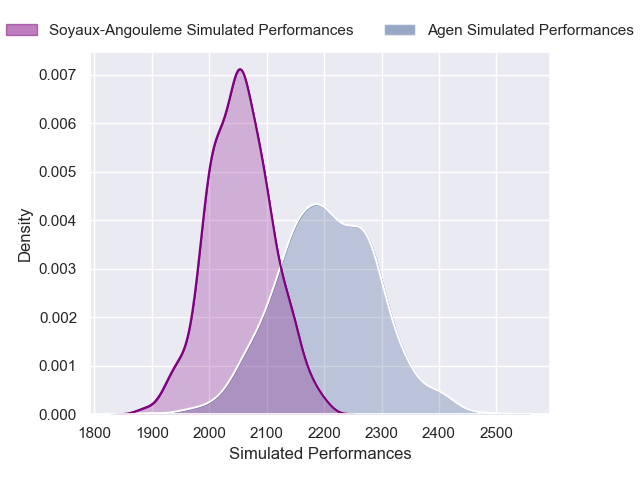 Soyaux-Angouleme Simulated Performances
Agen Simulated Performances
0.007
0.006
0.005
0.004
0.003
0.002
0.001
0.000
Density
1800 1900 2000 2100 2200 2300 2400 2500
Simulated Performances